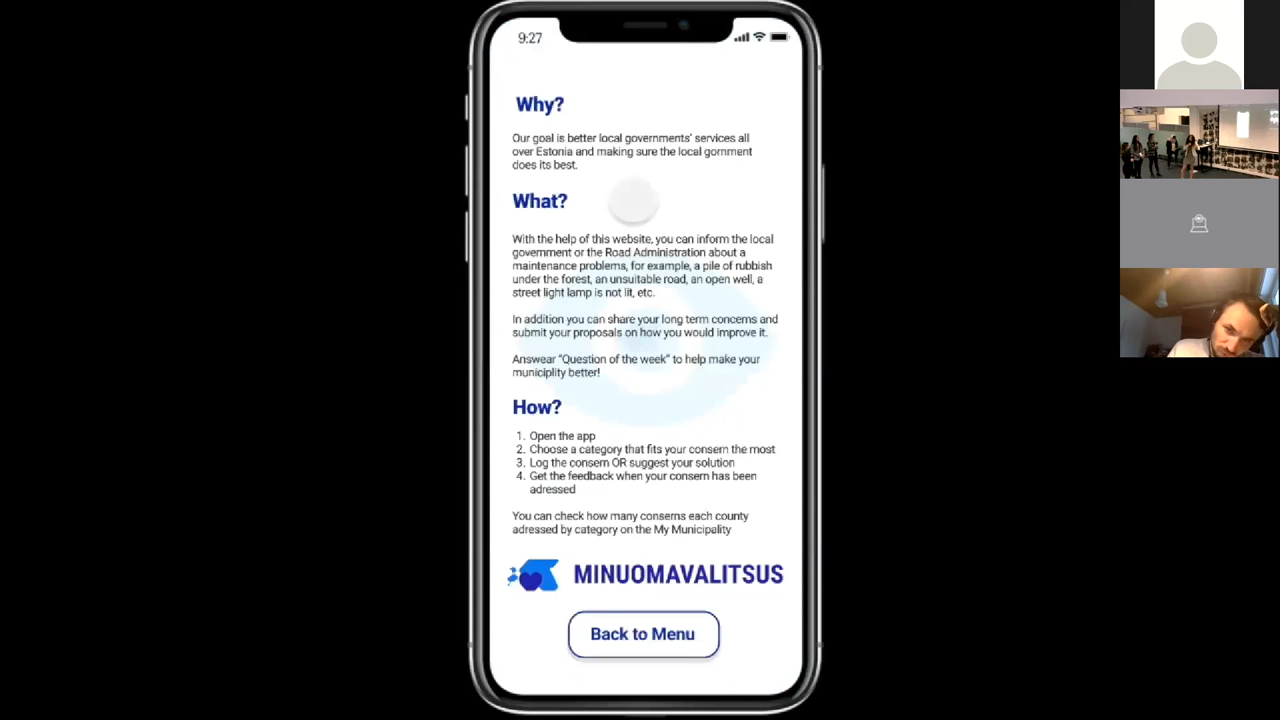 9:27
Why?
Our goal is better local governments' services all
over Estonia and making sure the local gornment
does its best.
What?
With the help of this website, you can inform the local
government or the Road Administration about a
maintenance problems, for example, a pile of rubbish
under the forest, an unsuitable road, an open well, a
street light lamp is not lit, etc.
In addition you can share your long term concerns and
submit your proposals on how you would improve it.
Answear "Question of the week" to help make your
municiplity better!
How?
1. Open the app
2. Choose a category that fits your consern the most
3. Log the consern OR suggest your solution
4. Get the feedback when your consern has been
adressed
You can check how many conserns each county
adressed by category on the My Municipality
MINUOMAVALITSUS
Back to Menu